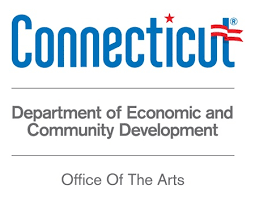 Connecticut®
Department of Economic and
Community Development
Office Of The Arts